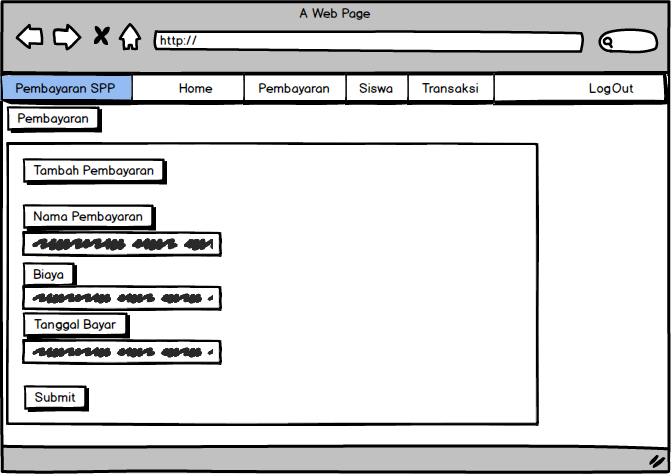 A Web Page
http://
Pembayaran SPP Home Pembayaran Siswa Transaksi LogOut
Pembayaran
Tambah Pembayaran
Nama Pembayaran
Biaya
Tanggal Bayar
Submit